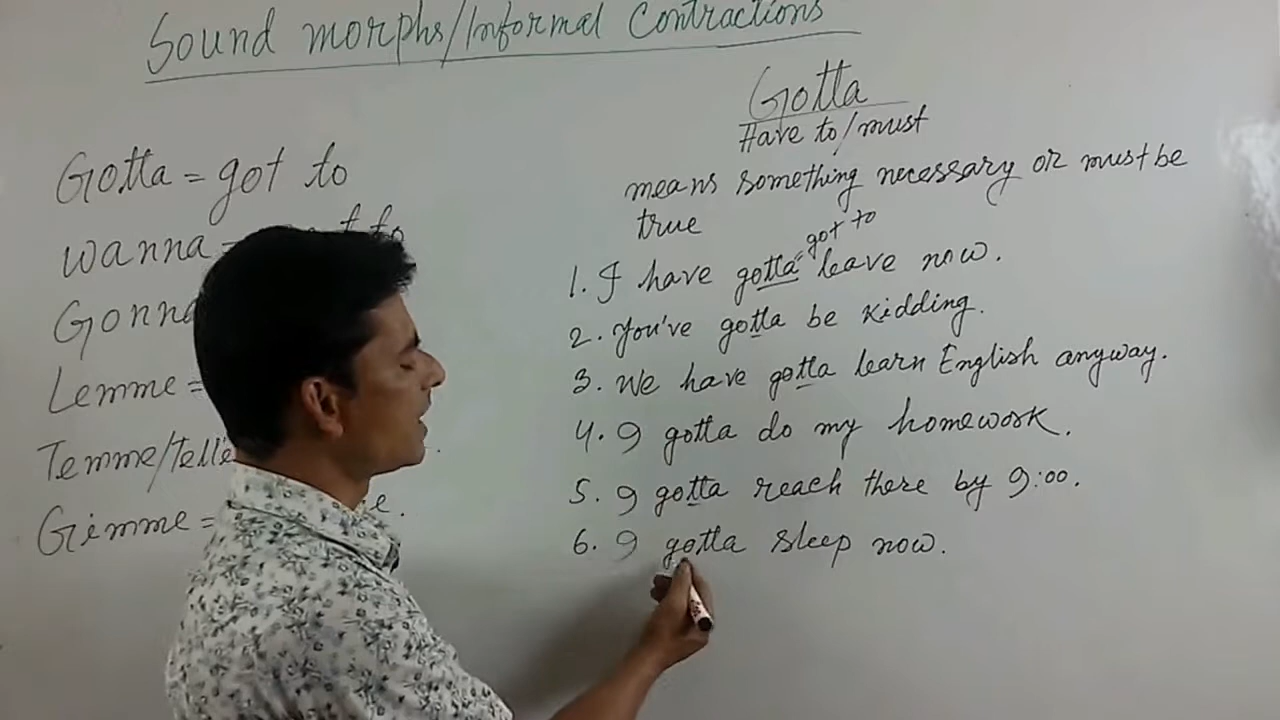 Sound morphs/Informal Contractions
Gotta = got to
wanna =
Gonna
Lemme =
Temme/Telle
Gimme =
Gotta
Have to/must
means something necessary or must be
true
got to
1. I have gotta leave now.
2. You've gotta be kidding.
3. We have gotta learn English anyway.
4. I gotta do my homework.
5. I gotta reach there by 9:00.
6. I gotta sleep now.